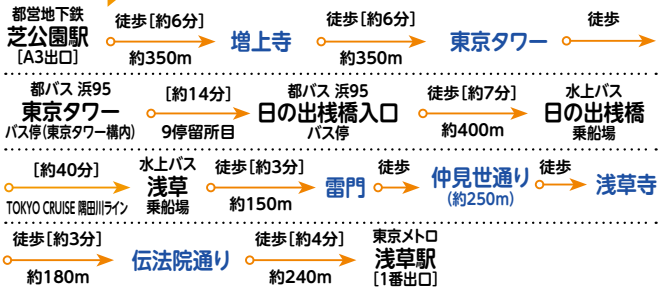 都営地下鉄
芝公園駅
[A3出口]
徒歩[約6分]
約350m
増上寺
徒歩[約6分]
約350m
東京タワー
徒歩
都バス 浜95
東京タワー
バス停(東京タワー構内)
[約14分]
9停留所目
都バス 浜95
日の出桟橋入口
バス停
徒歩[約7分]
約400m
水上バス
日の出桟橋
乗船場
[約40分]
TOKYO CRUISE 隅田川ライン
水上バス
浅草
乗船場
徒歩[約3分]
約150m
雷門
徒歩
仲見世通り
(約250m)
徒歩
浅草寺
徒歩[約3分]
約180m
伝法院通り
徒歩[約4分]
約240m
東京メトロ
浅草駅
[1番出口]